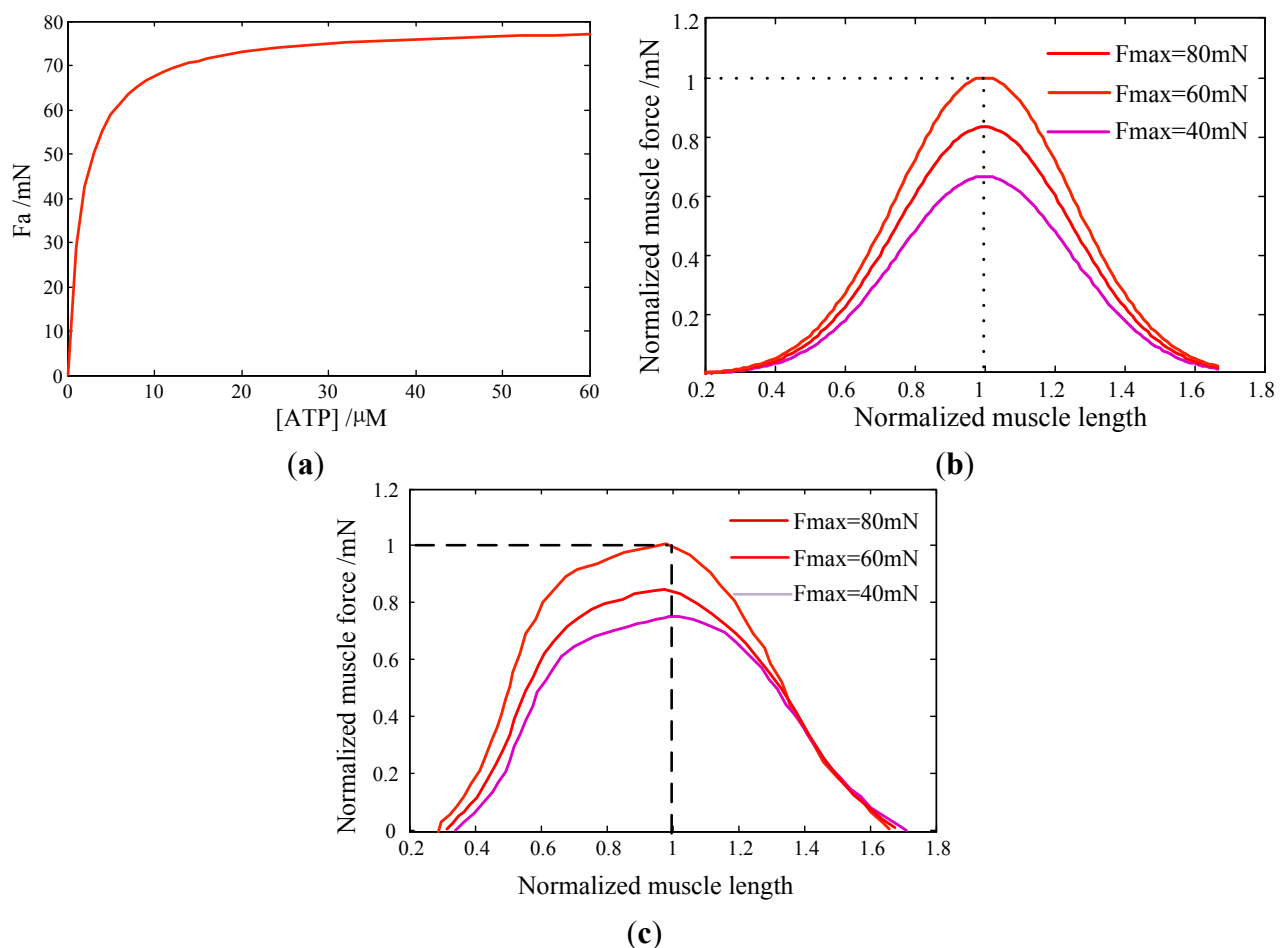 80
70
60
50
40
30
20
10
0
Fa /mN
0 10 20 30 40 50 60
[ATP] /μM
(a)
1.2
1
0.8
0.6
0.4
0.2
Normalized muscle force /mN
Fmax=80mN
Fmax=60mN
Fmax=40mN
0.2 0.4 0.6 0.8 1 1.2 1.4 1.6 1.8
Normalized muscle length
(b)
1.2
1
0.8
0.6
0.4
0.2
0
Normalized muscle force /mN
Fmax=80mN
Fmax=60mN
Fmax=40mN
0.2 0.4 0.6 0.8 1 1.2 1.4 1.6 1.8
Normalized muscle length
(c)